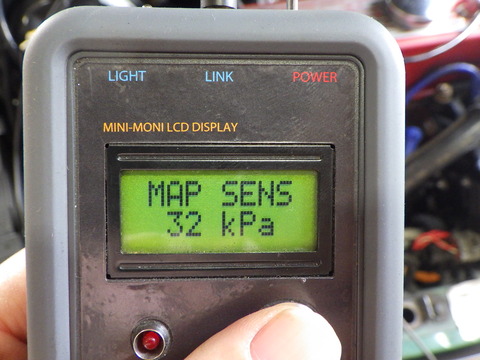 LIGHT LINK POWER
MINI-MONI LCD DISPLAY
MAP SENS
32 kPa